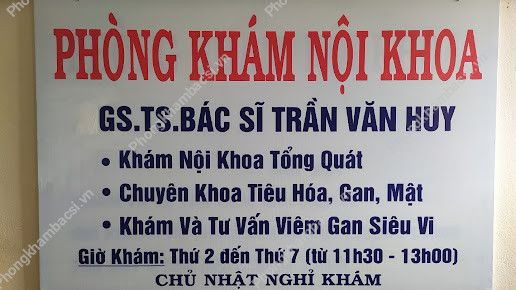 PHÒNG KHÁM NỘI KHOA
GS.TS.BÁC SĨ TRẦN VĂN HUY
• Khám Nội Khoa Tổng Quát
• Chuyên Khoa Tiêu Hóa, Gan, Mật
• Khám Và Tư Vấn Viêm Gan Siêu Vi
Giờ Khám: Thứ 2 đến Thứ 7 (từ 11h30 - 13h00)
CHỦ NHẬT NGHỈ KHÁM
Phongkhambacsi.vn